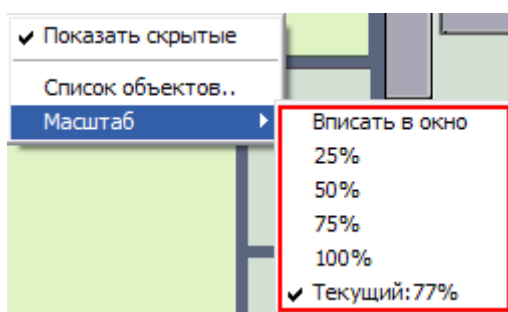 Показать скрытые
Список объектов..
Масштаб
Вписать в окно
25%
50%
75%
100%
Текущий:77%